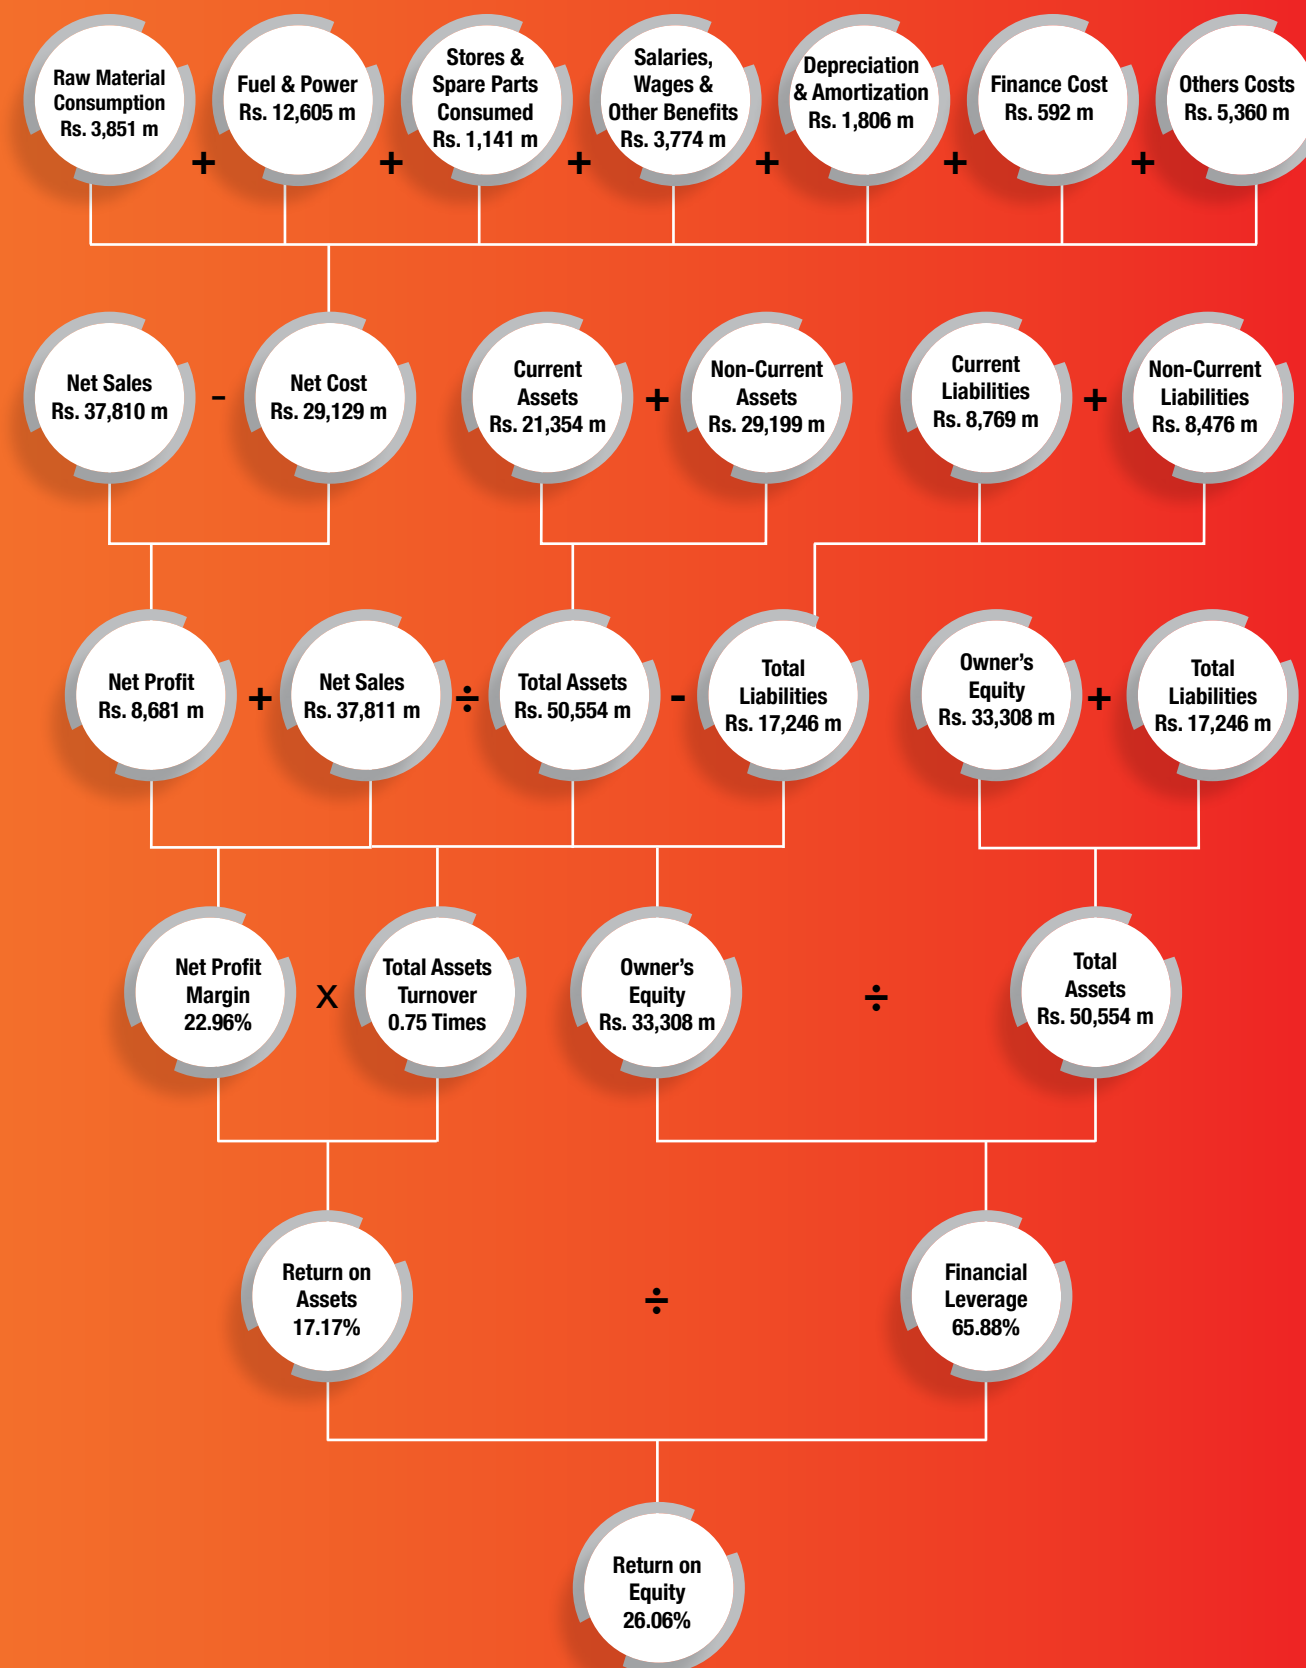 Raw Material
Consumption
Rs. 3,851 m
+
Fuel & Power
Rs. 12,605 m
+
Stores &
Spare Parts
Consumed
Rs. 1,141 m
+
Salaries,
Wages &
Other Benefits
Rs. 3,774 m
+
Depreciation
& Amortization
Rs. 1,806 m
+
Finance Cost
Rs. 592 m
+
Others Costs
Rs. 5,360 m
Net Sales
Rs. 37,810 m
-
Net Cost
Rs. 29,129 m
Current
Assets
Rs. 21,354 m
+
Non-Current
Assets
Rs. 29,199 m
Current
Liabilities
Rs. 8,769 m
+
Non-Current
Liabilities
Rs. 8,476 m
Net Profit
Rs. 8,681 m
+
Net Sales
Rs. 37,811 m
÷
Total Assets
Rs. 50,554 m
-
Total
Liabilities
Rs. 17,246 m
Owner's
Equity
Rs. 33,308 m
+
Total
Liabilities
Rs. 17,246 m
Net Profit
Margin
22.96%
x
Total Assets
Turnover
0.75 Times
Owner's
Equity
Rs. 33,308 m
÷
Total
Assets
Rs. 50,554 m
Return on
Assets
17.17%
÷
Financial
Leverage
65.88%
Return on
Equity
26.06%